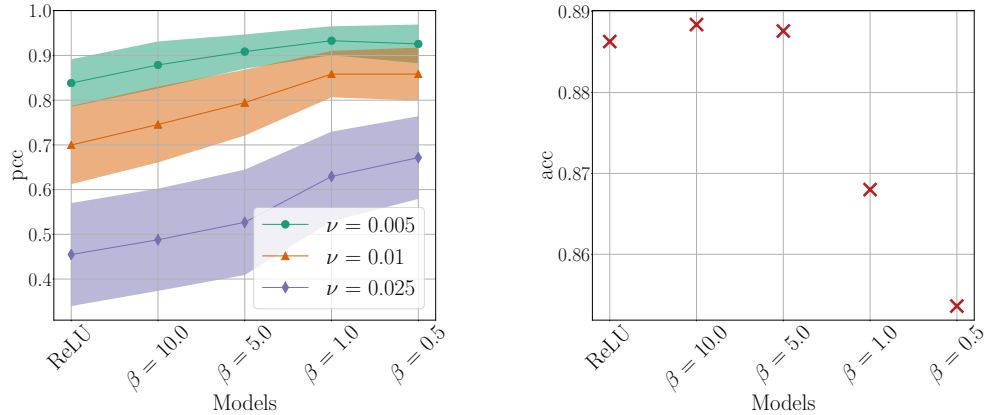 1.0
0.9
0.8
0.7
0.6
0.5
0.4
pcc
ν = 0.005
ν = 0.01
ν = 0.025
ReLU
β = 10.0
β = 5.0
β = 1.0
β = 0.5
Models
0.89
0.88
0.87
0.86
acc
ReLU
β = 10.0
β = 5.0
β = 1.0
β = 0.5
Models